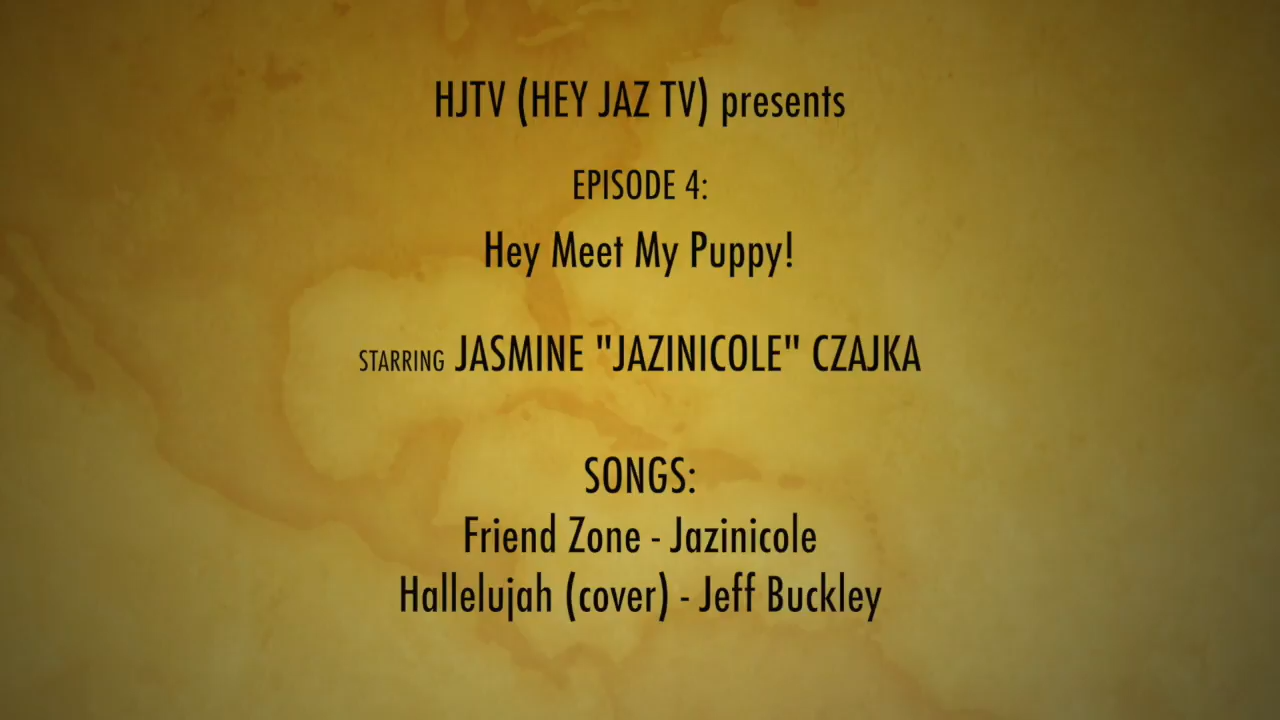 HJTV (HEY JAZ TV) presents
EPISODE 4:
Hey Meet My Puppy!
STARRING JASMINE "JAZINICOLE" CZAJKA
SONGS:
Friend Zone - Jazinicole
Hallelujah (cover) - Jeff Buckley